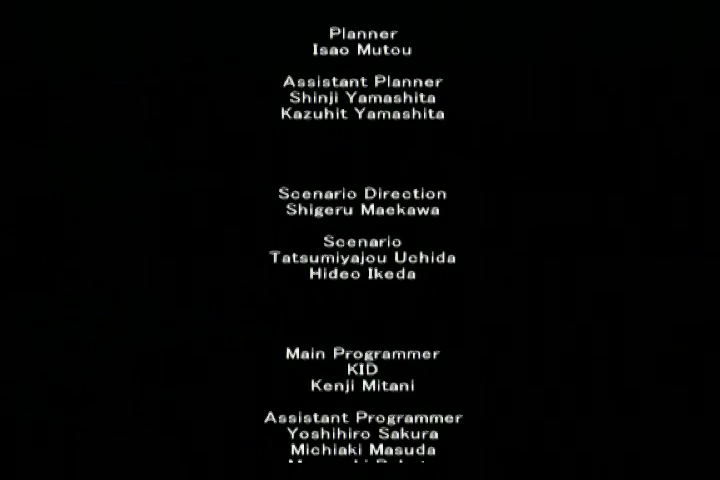 Planner
Isao Mutou
Assistant Planner
Shinji Yamashita
Kazuhit Yamashita
Scenario Direction
Shigeru Maekawa
Scenario
Tatsumiyajou Uchida
Hideo Ikeda
Main Programmer
KID
Kenji Mitani
Assistant Programmer
Yoshihiro Sakura
Michiaki Masuda